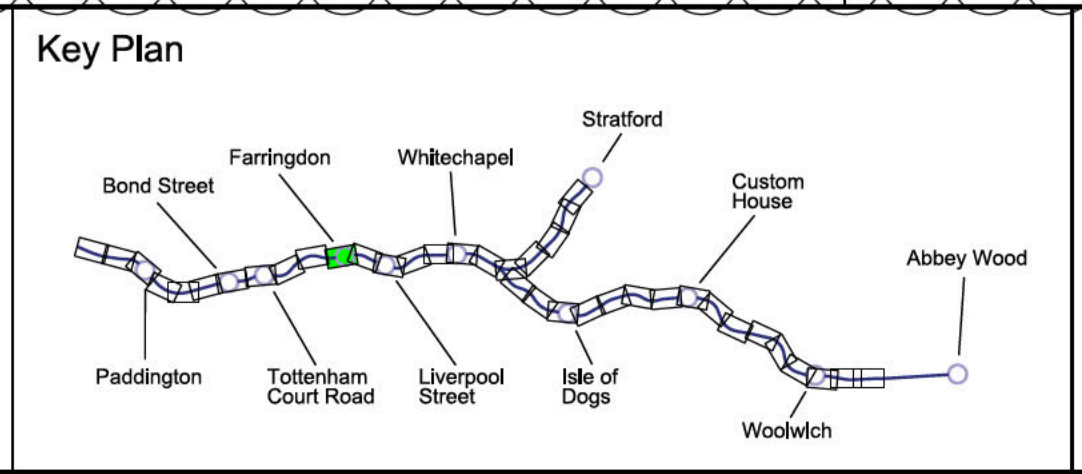 Key Plan
Stratford
Farringdon
Whitechapel
Bond Street
Custom
House
Abbey Wood
Paddington
Tottenham
Court Road
Liverpool
Street
Isle of
Dogs
Woolwich